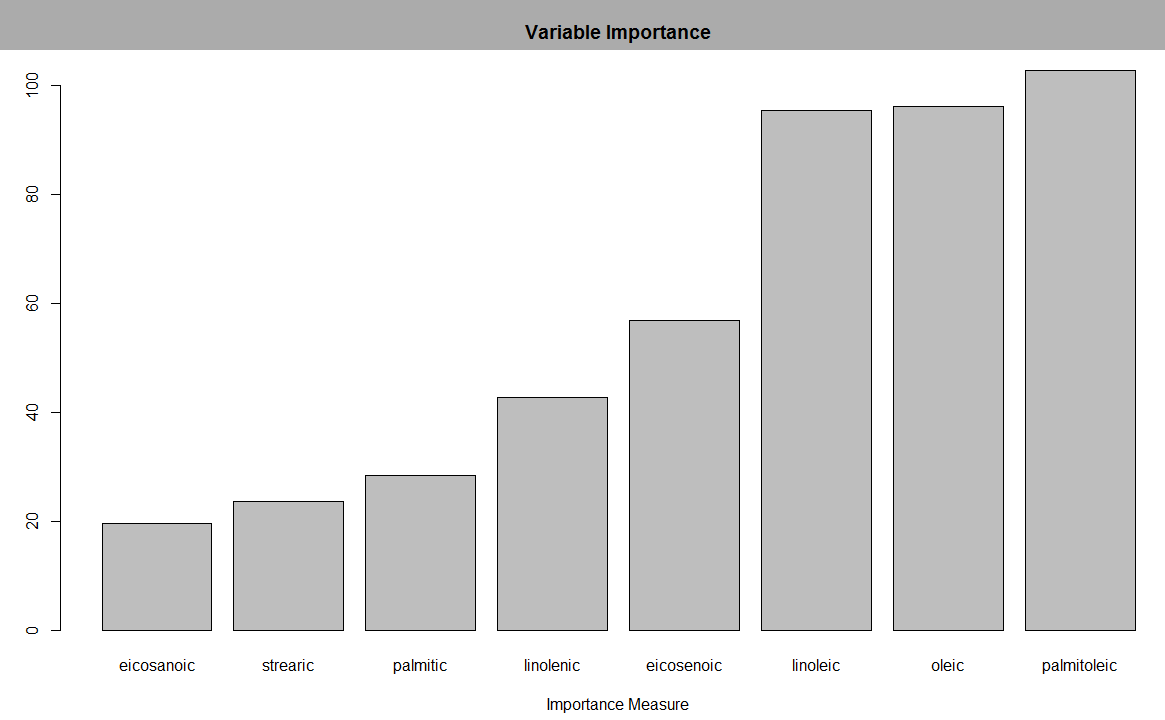 Variable Importance
100
80
60
40
20
0
eicosanoic strearic palmitic linolenic eicosenoic linoleic oleic palmitoleic
Importance Measure